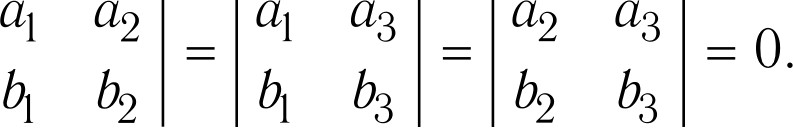 a₁ a₂ | = | a₁ a₃ | = | a₂ a₃ | = 0.
b₁ b₂ | = | b₁ b₃ | = | b₂ b₃ |